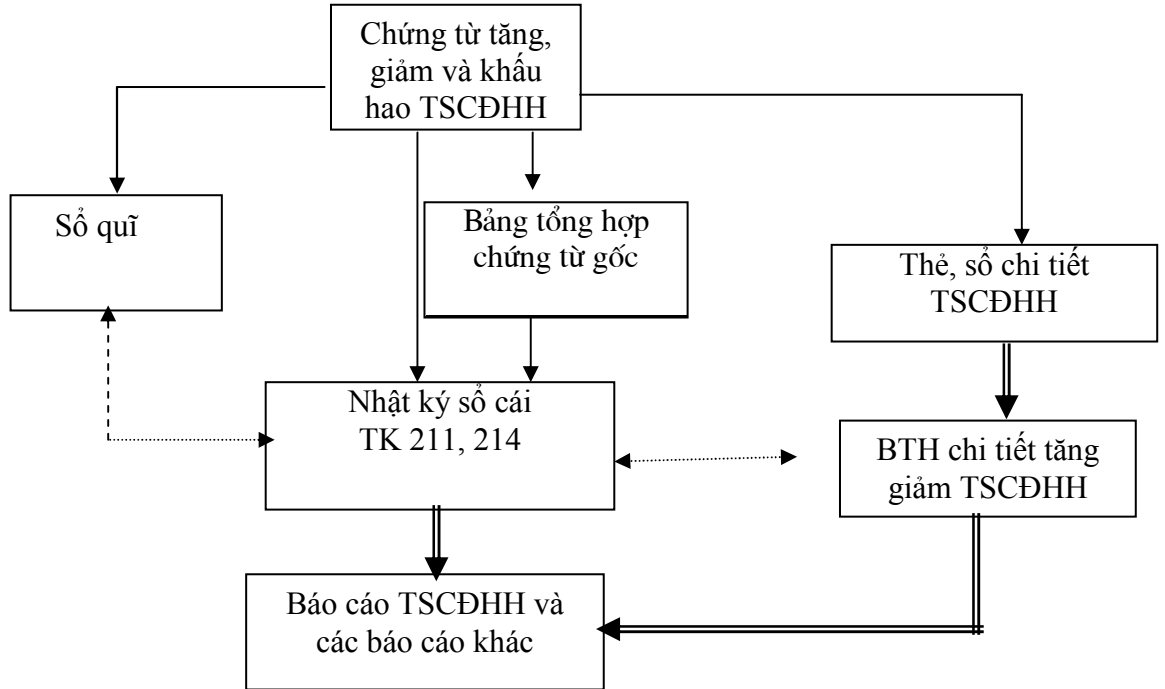 Chứng từ tăng,
giảm và khấu
hao TSCĐHH
Sổ quĩ
Bảng tổng hợp
chứng từ gốc
Thẻ, sổ chi tiết
TSCĐHH
Nhật ký sổ cái
TK 211, 214
BTH chi tiết tăng
giảm TSCĐHH
Báo cáo TSCĐHH và
các báo cáo khác